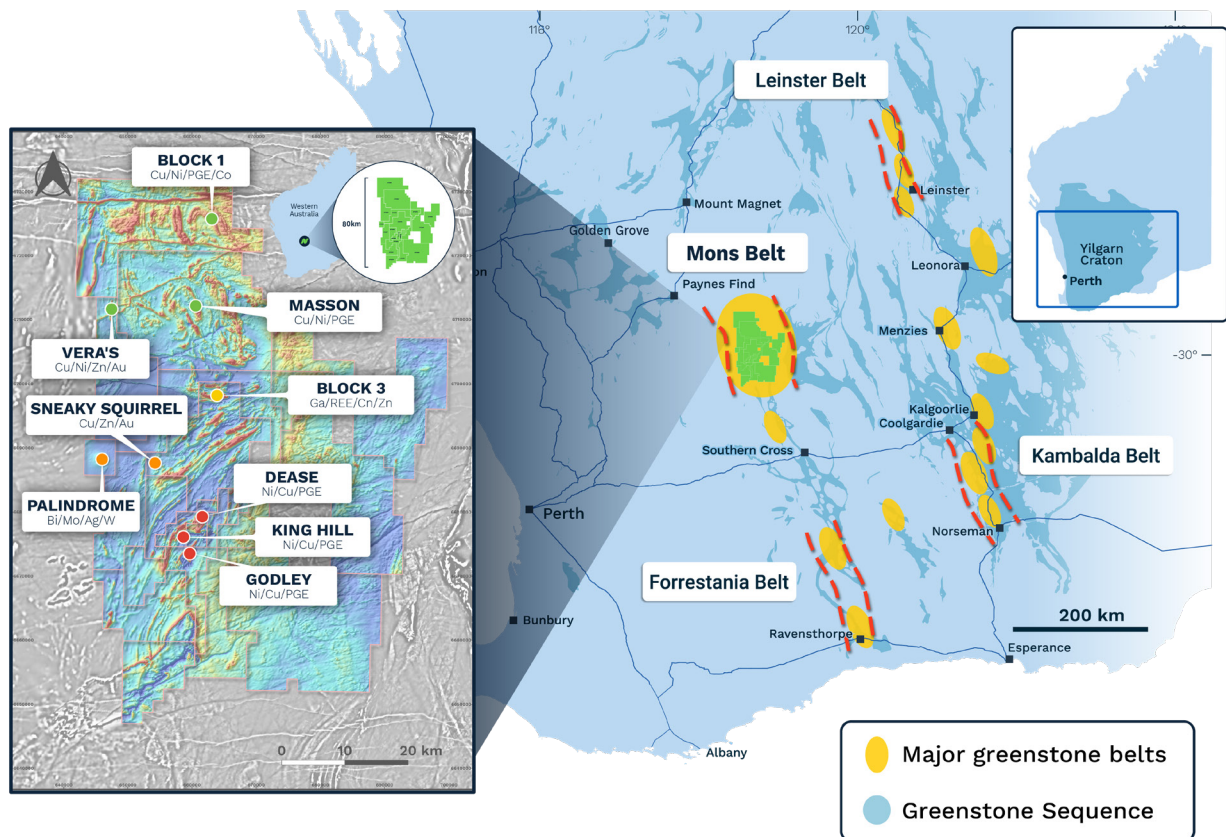 116°
120°
Leinster Belt
Leinster
Mount Magnet
Golden Grove
Mons Belt
Leonora
Paynes Find
Menzies
-30°
Kalgoorlie
Coolgardie
Southern Cross
Kambalda Belt
Perth
Norseman
Forrestania Belt
Bunbury
Ravensthorpe
Esperance
200 km
Albany
Yilgarn
Craton
Perth
BLOCK 1
Cu/Ni/PGE/Co
Western
Australia
80km
MASSON
Cu/Ni/PGE
VERA'S
Cu/Ni/Zn/Au
BLOCK 3
Ga/REE/Cn/Zn
SNEAKY SQUIRREL
Cu/Zn/Au
PALINDROME
Bi/Mo/Ag/W
DEASE
Ni/Cu/PGE
KING HILL
Ni/Cu/PGE
GODLEY
Ni/Cu/PGE
0 10 20 km
Major greenstone belts
Greenstone Sequence